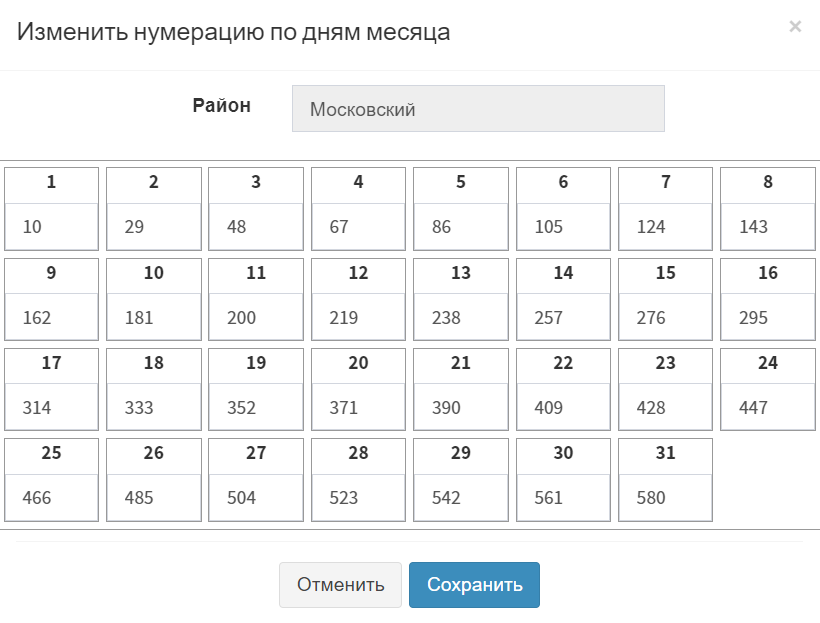 Изменить нумерацию по дням месяца ×
Район Московский
1 2 3 4 5 6 7 8
10 29 48 67 86 105 124 143
9 10 11 12 13 14 15 16
162 181 200 219 238 257 276 295
17 18 19 20 21 22 23 24
314 333 352 371 390 409 428 447
25 26 27 28 29 30 31
466 485 504 523 542 561 580
Отменить Сохранить